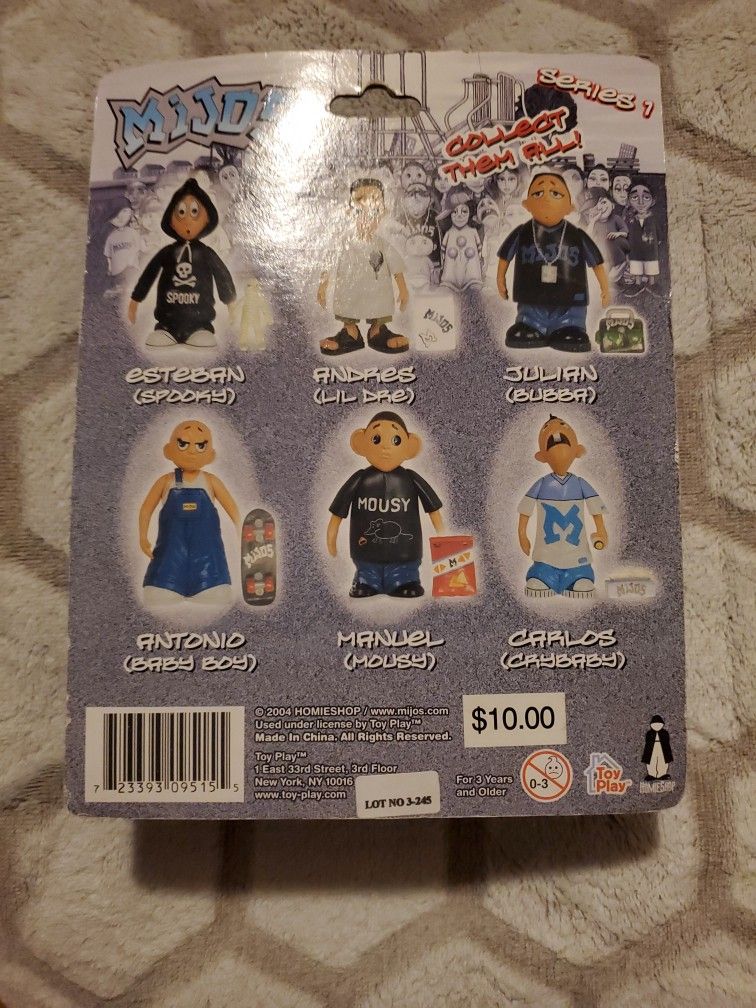 MIJOS
SERIES 1
COLLECT
THEM ALL!
MIJOS
SPOOKY
MIJOS
MIJOS
ESTEBAN
(SPOOKY)
ANDRES
(LIL DRE)
JULIAN
(BUBBA)
MIJOS
MOUSY
M
M
MIJOS
ANTONIO
(BABY BOY)
MANUEL
(MOUSY)
CARLOS
(CRYBABY)
7 23393 09515 5
© 2004 HOMIESHOP / www.mijos.com
Used under license by Toy Play™
Made In China. All Rights Reserved.
Toy Play™
1 East 33rd Street, 3rd Floor
New York, NY 10016
www.toy-play.com
LOT NO 3-245
$10.00
For 3 Years
and Older
0-3
Toy
Play
HOMIESHOP